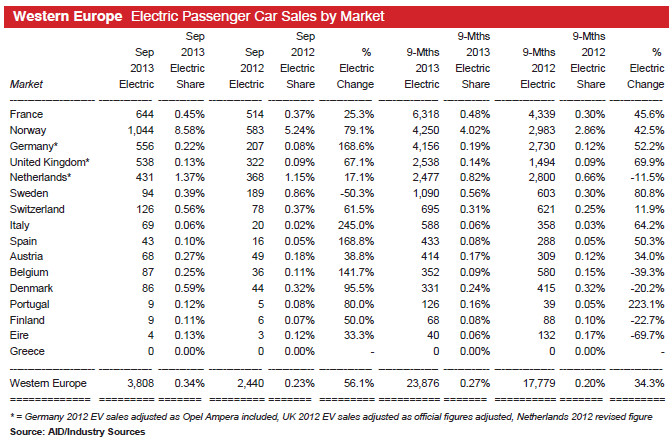 Western Europe Electric Passenger Car Sales by Market
Sep Sep 9-Mths 9-Mths
Sep 2013 Sep 2012 % 9-Mths 2013 9-Mths 2012 %
2013 Electric 2012 Electric Electric 2013 Electric 2012 Electric Electric
Market Electric Share Electric Share Change Electric Share Electric Share Change
France 644 0.45% 514 0.37% 25.3% 6,318 0.48% 4,339 0.30% 45.6%
Norway 1,044 8.58% 583 5.24% 79.1% 4,250 4.02% 2,983 2.86% 42.5%
Germany* 556 0.22% 207 0.08% 168.6% 4,156 0.19% 2,730 0.12% 52.2%
United Kingdom* 538 0.13% 322 0.09% 67.1% 2,538 0.14% 1,494 0.09% 69.9%
Netherlands* 431 1.37% 368 1.15% 17.1% 2,477 0.82% 2,800 0.66% -11.5%
Sweden 94 0.39% 189 0.86% -50.3% 1,090 0.56% 603 0.30% 80.8%
Switzerland 126 0.56% 78 0.37% 61.5% 695 0.31% 621 0.25% 11.9%
Italy 69 0.06% 20 0.02% 245.0% 588 0.06% 358 0.03% 64.2%
Spain 43 0.10% 16 0.05% 168.8% 433 0.08% 288 0.05% 50.3%
Austria 68 0.27% 49 0.18% 38.8% 414 0.17% 309 0.12% 34.0%
Belgium 87 0.25% 36 0.11% 141.7% 352 0.09% 580 0.15% -39.3%
Denmark 86 0.59% 44 0.32% 95.5% 331 0.24% 415 0.32% -20.2%
Portugal 9 0.12% 5 0.08% 80.0% 126 0.16% 39 0.05% 223.1%
Finland 9 0.11% 6 0.07% 50.0% 68 0.08% 88 0.10% -22.7%
Eire 4 0.13% 3 0.12% 33.3% 40 0.06% 132 0.17% -69.7%
Greece 0 0.00% 0 0.00% - 0 0.00% 0 0.00% -
Western Europe 3,808 0.34% 2,440 0.23% 56.1% 23,876 0.27% 17,779 0.20% 34.3%
* = Germany 2012 EV sales adjusted as Opel Ampera included, UK 2012 EV sales adjusted as official figures adjusted, Netherlands 2012 revised figure
Source: AID/Industry Sources